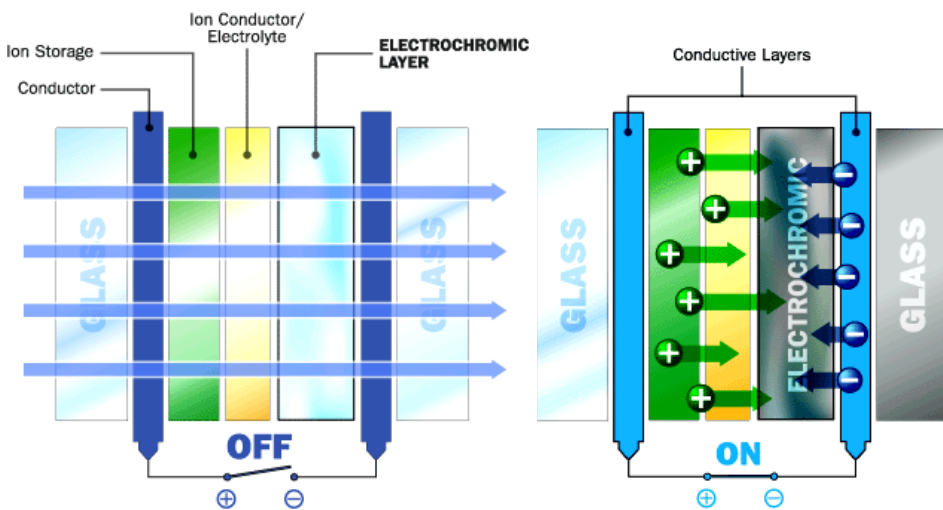 Ion Conductor/
Electrolyte
Ion Storage
ELECTROCHROMIC
LAYER
Conductor
GLASS
GLASS
OFF
+
−
Conductive Layers
GLASS
+
+
+
+
+
+
ELECTROCHROMIC
−
−
−
−
−
GLASS
ON
+
−